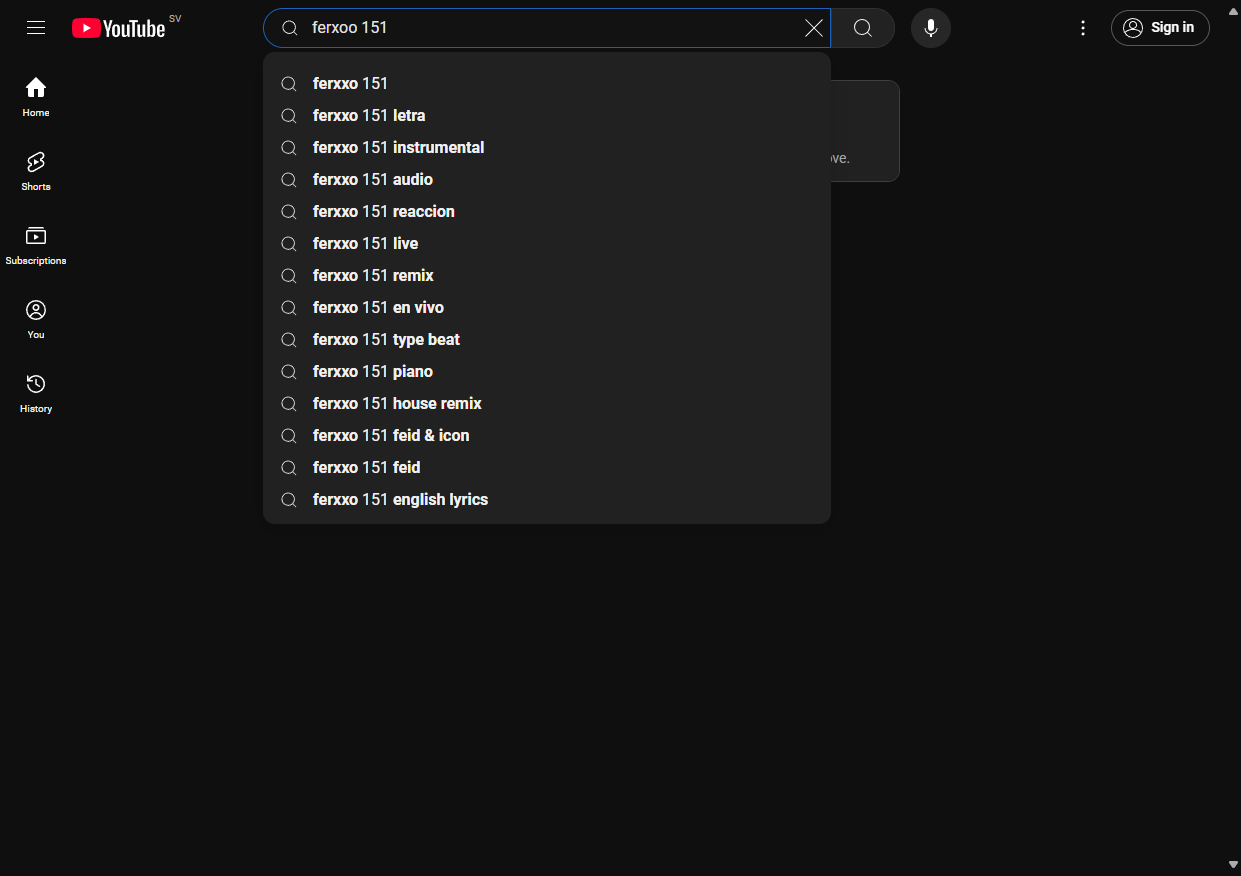 YouTube SV
ferxoo 151
Sign in
Home
Shorts
Subscriptions
You
History
ferxxo 151
ferxxo 151 letra
ferxxo 151 instrumental
ferxxo 151 audio
ferxxo 151 reaccion
ferxxo 151 live
ferxxo 151 remix
ferxxo 151 en vivo
ferxxo 151 type beat
ferxxo 151 piano
ferxxo 151 house remix
ferxxo 151 feid & icon
ferxxo 151 feid
ferxxo 151 english lyrics